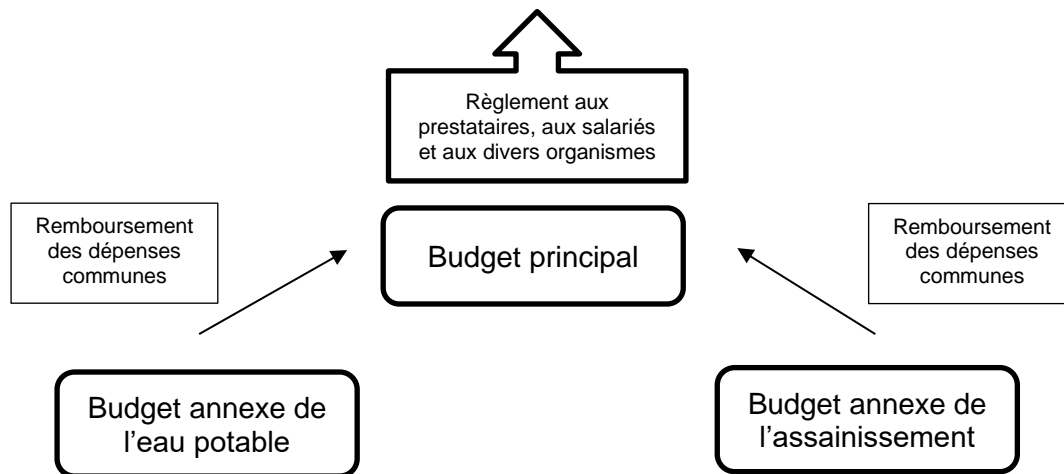 Règlement aux
prestataires, aux salariés
et aux divers organismes
Remboursement
des dépenses
communes
Budget principal
Remboursement
des dépenses
communes
Budget annexe de
l'eau potable
Budget annexe de
l'assainissement